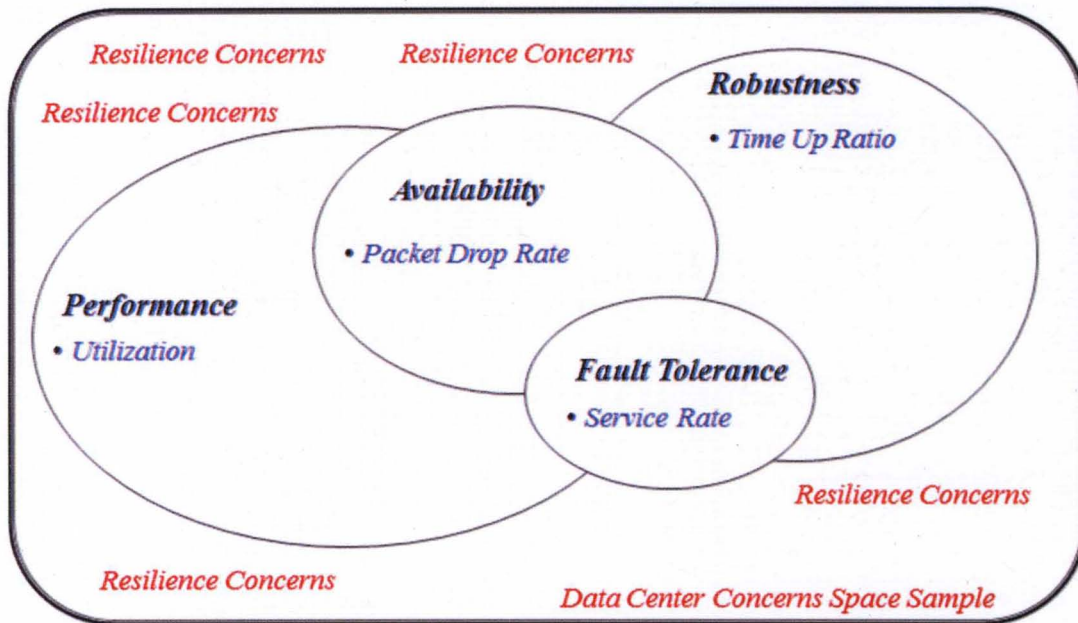 Resilience Concerns
Resilience Concerns
Resilience Concerns
Robustness
• Time Up Ratio
Availability
• Packet Drop Rate
Performance
• Utilization
Fault Tolerance
• Service Rate
Resilience Concerns
Resilience Concerns
Data Center Concerns Space Sample